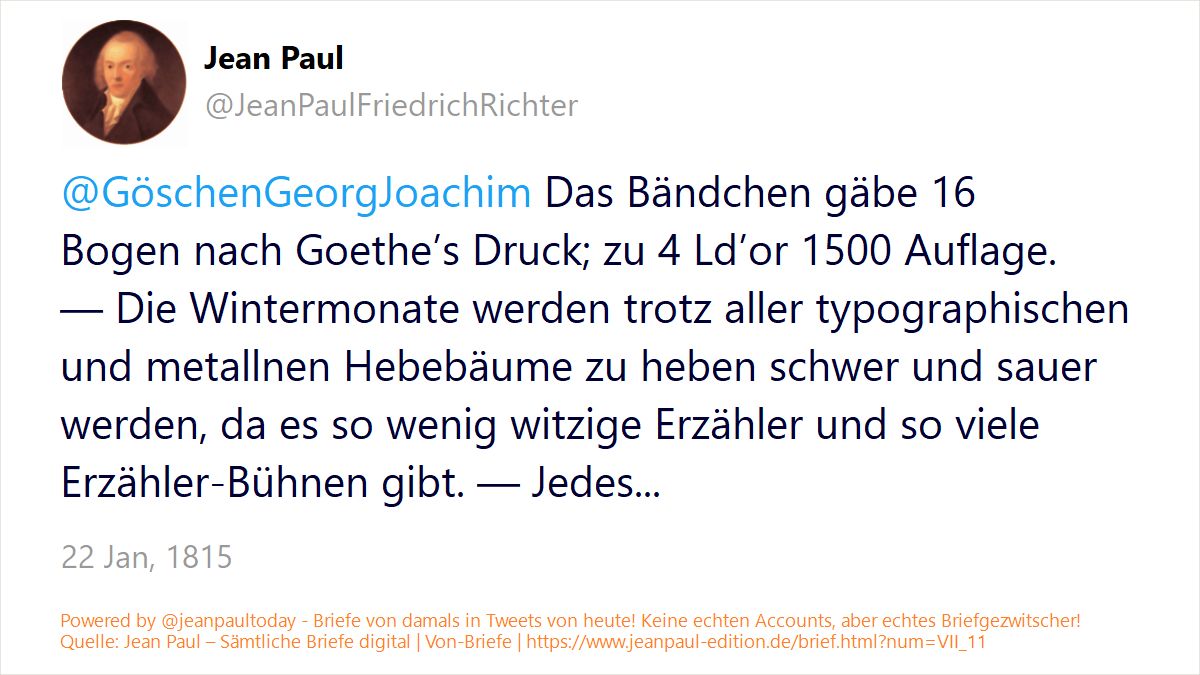 Jean Paul
@JeanPaulFriedrichRichter
@GöschenGeorgJoachim Das Bändchen gäbe 16
Bogen nach Goethe’s Druck; zu 4 Ld’or 1500 Auflage.
— Die Wintermonate werden trotz aller typographischen
und metallnen Hebebäume zu heben schwer und sauer
werden, da es so wenig witzige Erzähler und so viele
Erzähler-Bühnen gibt. — Jedes...
22 Jan, 1815
Powered by @jeanpaultoday - Briefe von damals in Tweets von heute! Keine echten Accounts, aber echtes Briefgezwitscher!
Quelle: Jean Paul – Sämtliche Briefe digital | Von-Briefe | https://www.jeanpaul-edition.de/brief.html?num=VII_11